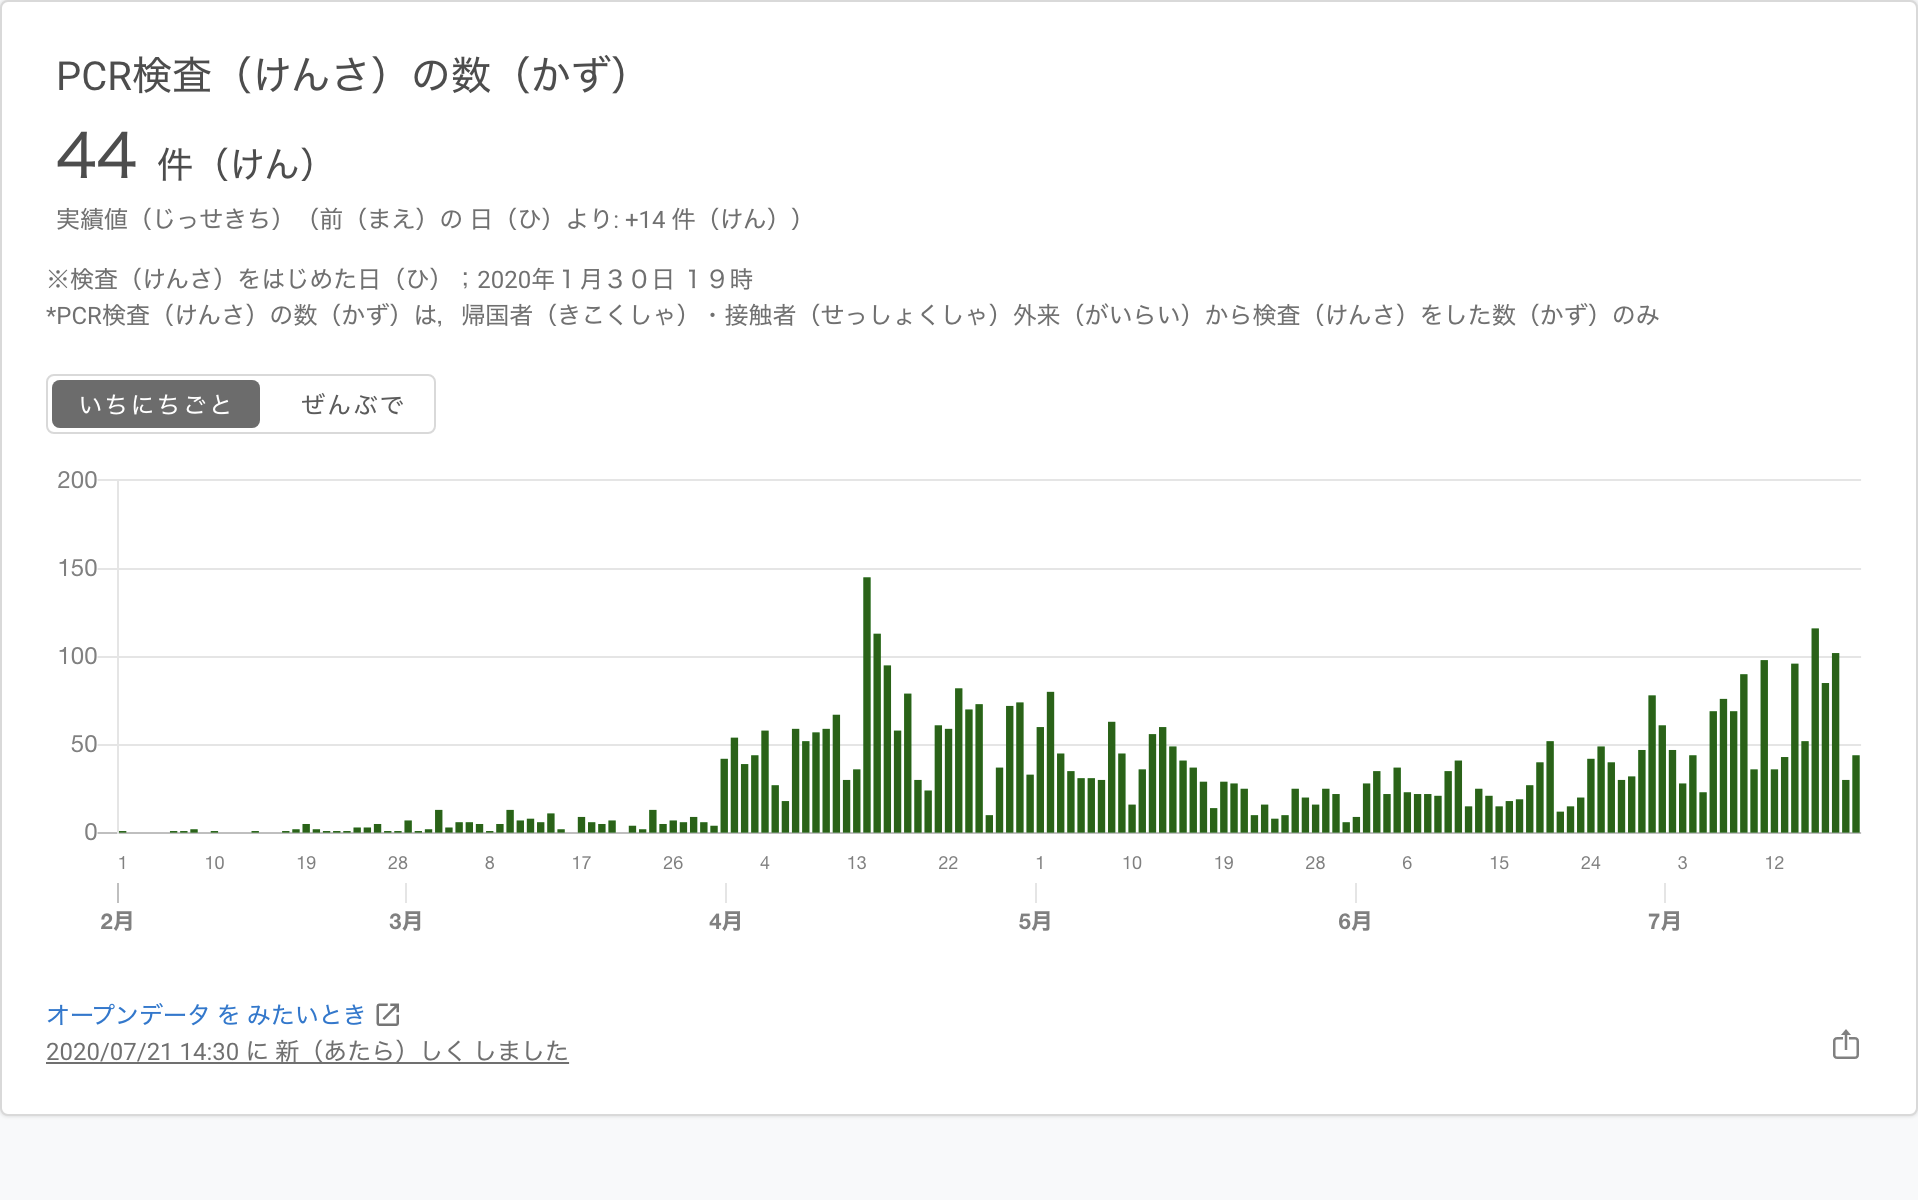 PCR検査（けんさ）の数（かず）
44 件（けん）
実績値（じっせきち）（前（まえ）の 日（ひ）より: +14 件（けん））
※検査（けんさ）をはじめた日（ひ）；2020年１月３０日 １９時
*PCR検査（けんさ）の数（かず）は，帰国者（きこくしゃ）・接触者（せっしょくしゃ）外来（がいらい）から検査（けんさ）をした数（かず）のみ
いちにちごと ぜんぶで
200
150
100
50
0
1 10 19 28 8 17 26 4 13 22 1 10 19 28 6 15 24 3 12
2月 3月 4月 5月 6月 7月
オープンデータ を みたいとき
2020/07/21 14:30 に 新（あたら）しく しました